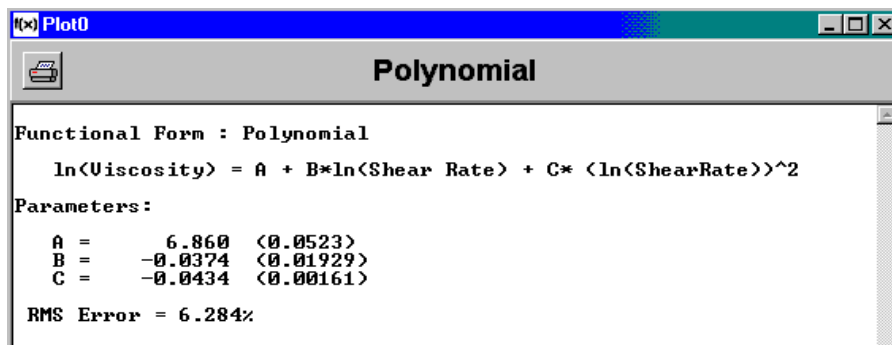 f(x) Plot0
Polynomial
Functional Form : Polynomial
ln(Viscosity) = A + B*ln(Shear Rate) + C* (ln(ShearRate))^2
Parameters:
A = 6.860 (0.0523)
B = -0.0374 (0.01929)
C = -0.0434 (0.00161)
RMS Error = 6.284%